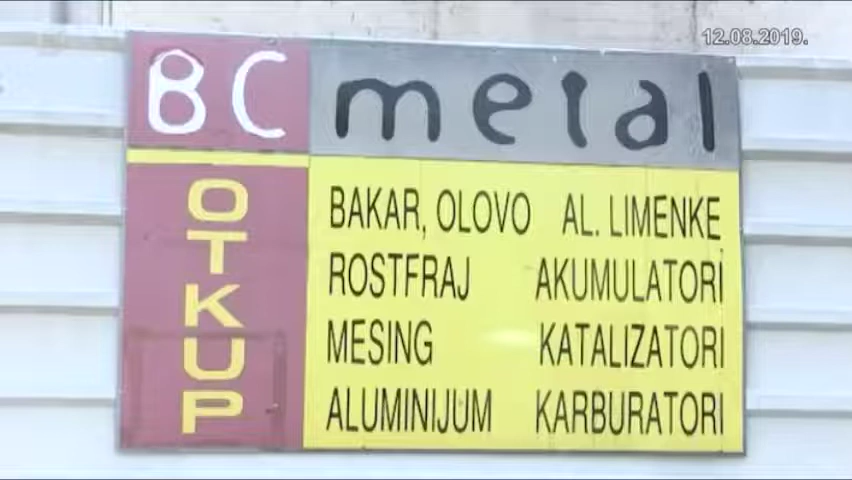 12.08.2019.
BC metal
OTKUP
BAKAR, OLOVO AL. LIMENKE
ROSTFRAJ AKUMULATORI
MESING KATALIZATORI
ALUMINIJUM KARBURATORI